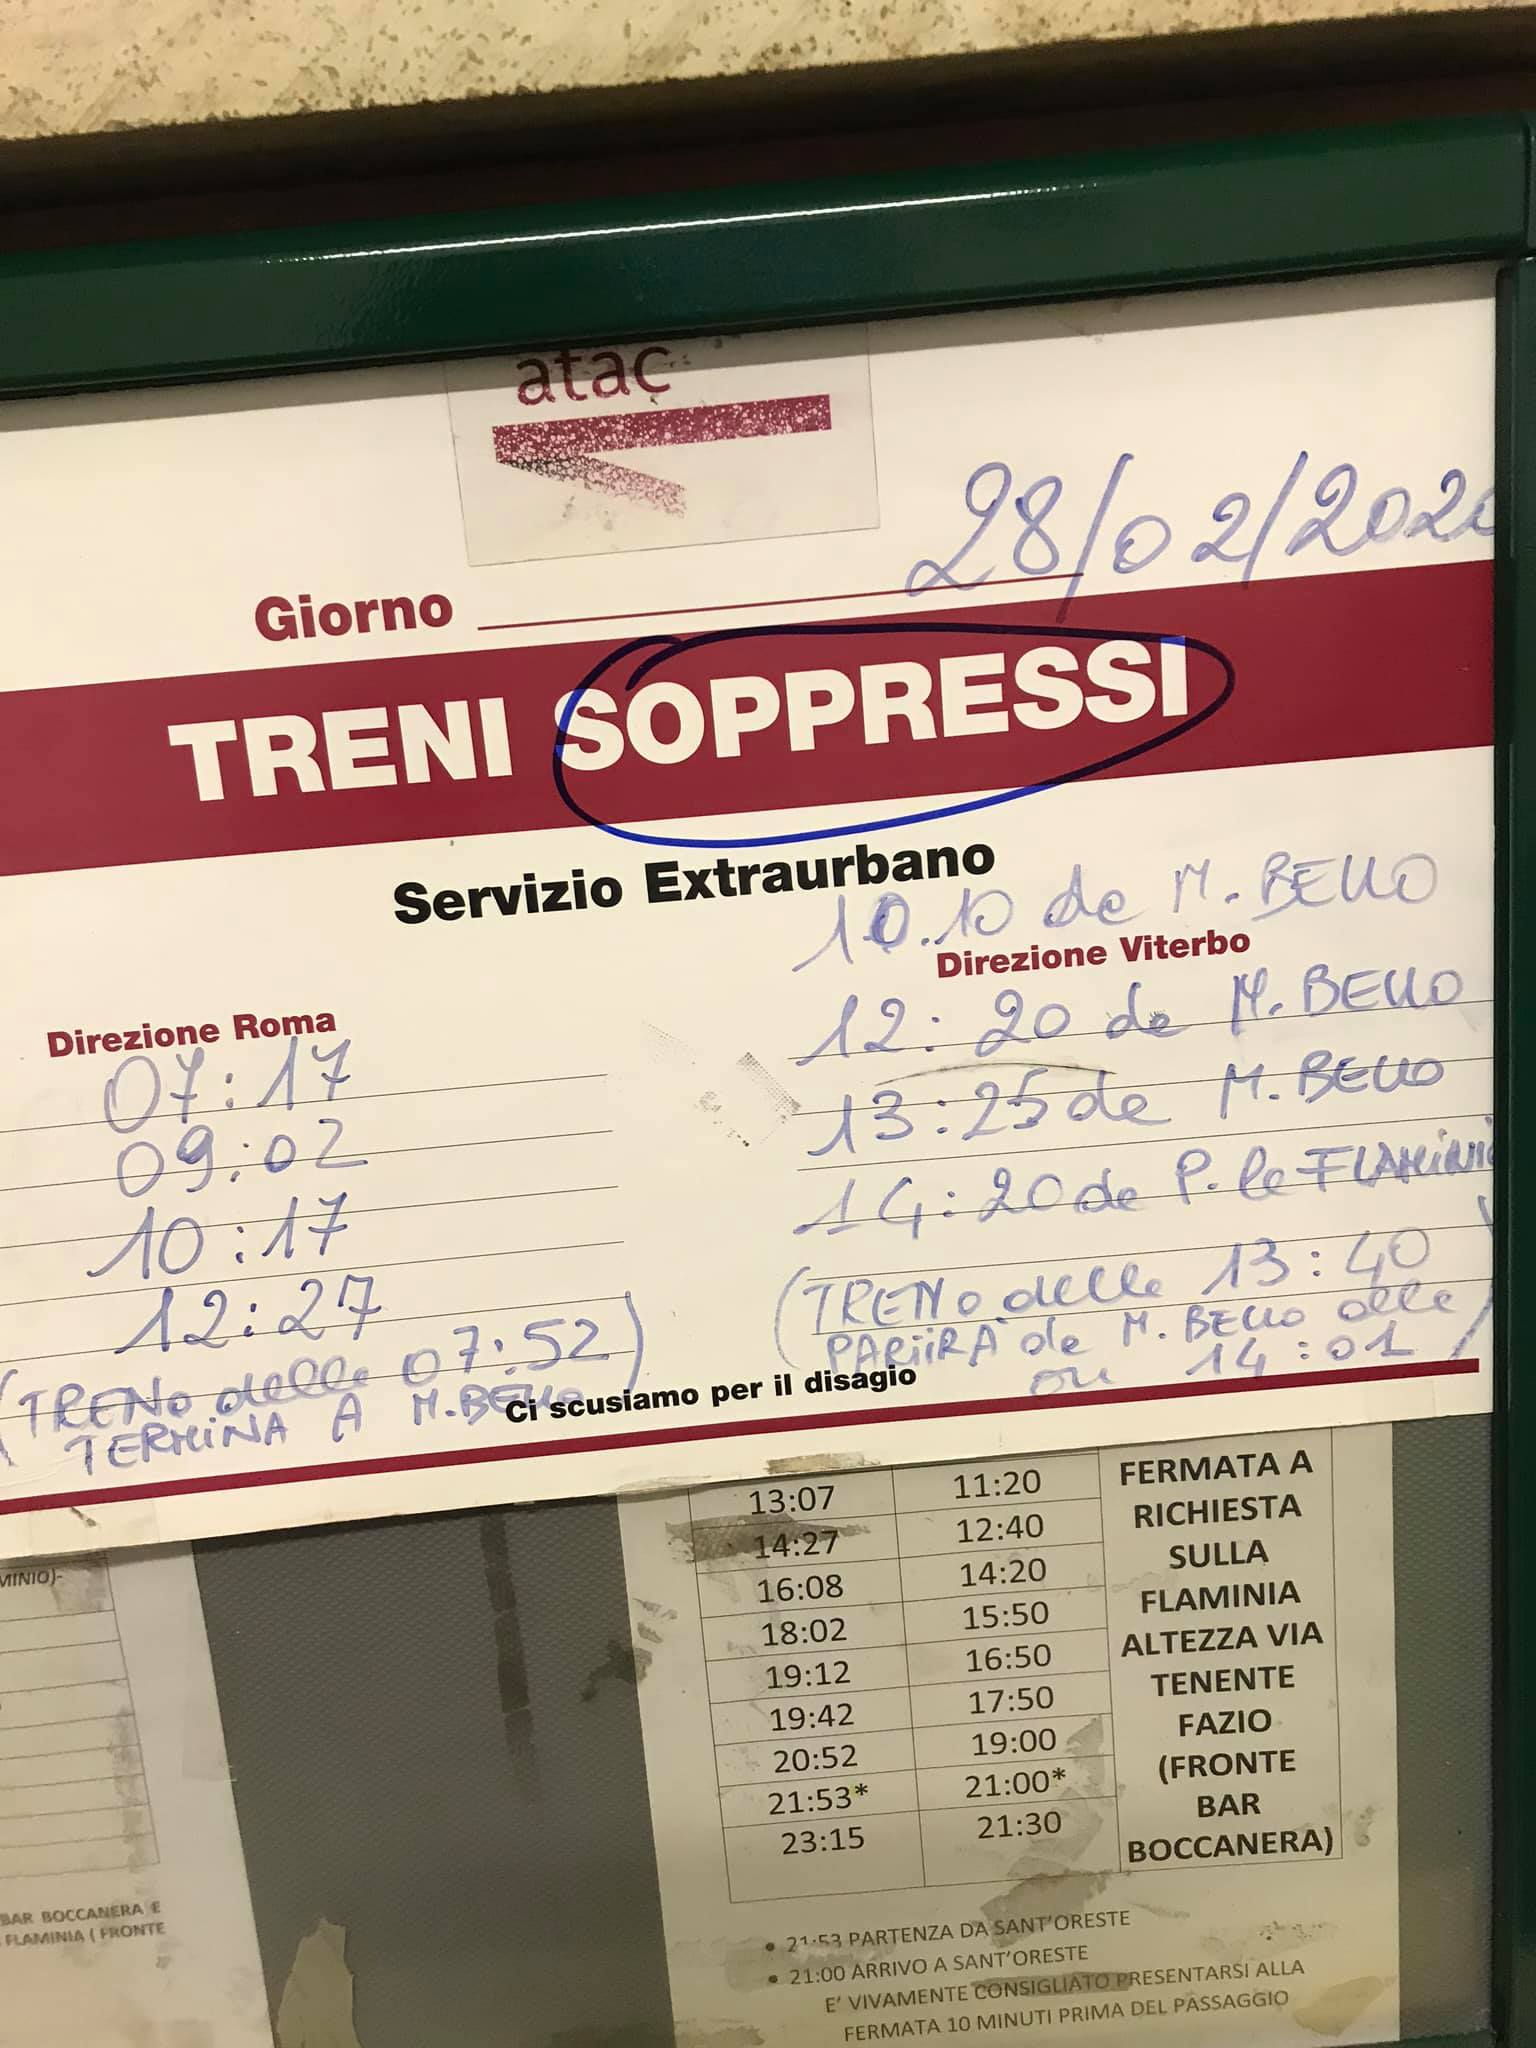 atac
28/02/2020
Giorno
TRENI SOPPRESSI
Servizio Extraurbano
10.10 da M. BELLO
Direzione Roma
07:17
09:02
10:17
12:27
(TRENO delle 07:52)
TERMINA A M. BELLO
Direzione Viterbo
12:20 da M. BELLO
13:25 da M. BELLO
14:20 da P.le FLAMINIO
(TRENO delle 13:40
PARTIRÀ da M. BELLO alle
ore 14:01)
Ci scusiamo per il disagio
13:07 11:20
14:27 12:40
16:08 14:20
18:02 15:50
19:12 16:50
19:42 17:50
20:52 19:00
21:53* 21:00*
23:15 21:30
FERMATA A
RICHIESTA
SULLA
FLAMINIA
ALTEZZA VIA
TENENTE
FAZIO
(FRONTE
BAR
BOCCANERA)
• 21:53 PARTENZA DA SANT'ORESTE
• 21:00 ARRIVO A SANT'ORESTE
E' VIVAMENTE CONSIGLIATO PRESENTARSI ALLA
FERMATA 10 MINUTI PRIMA DEL PASSAGGIO
MINIO)-
BAR BOCCANERA E
FLAMINIA ( FRONTE